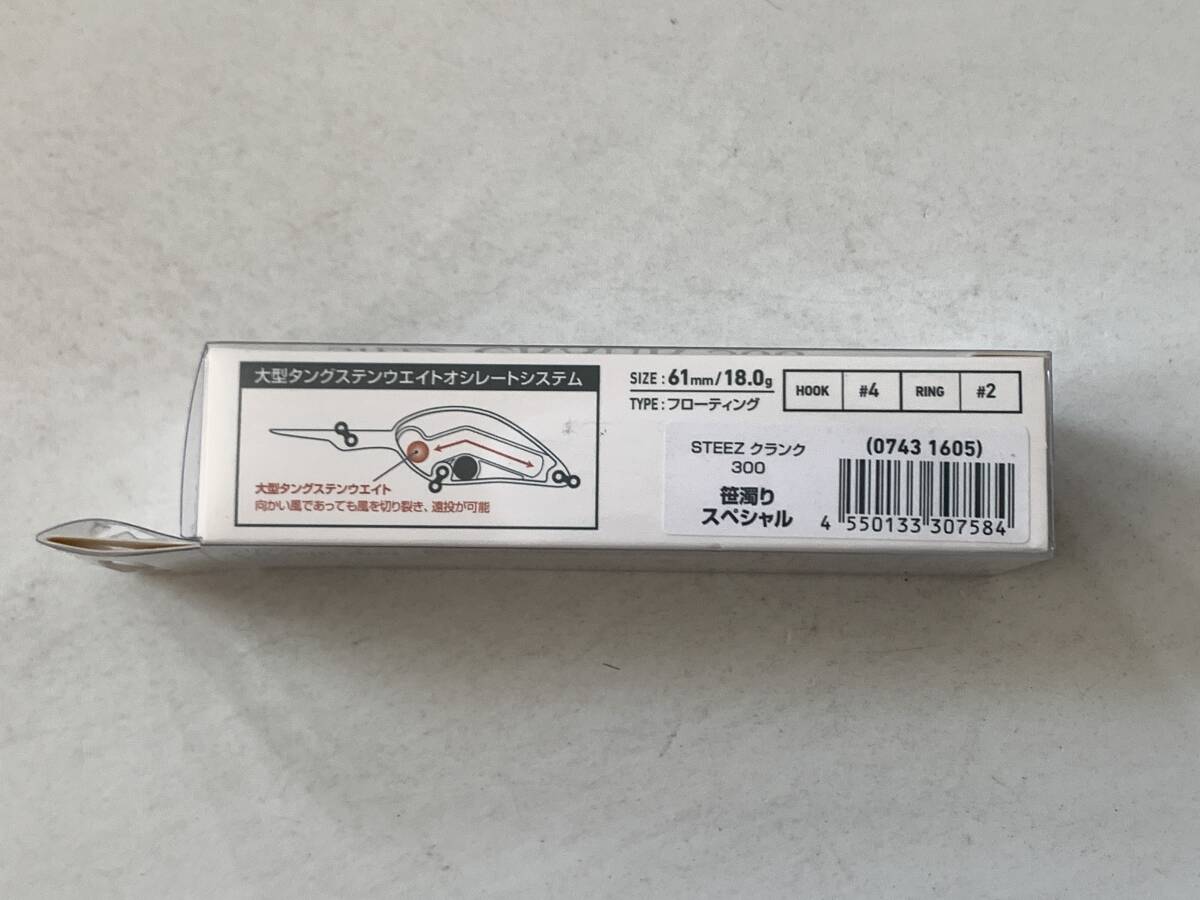 大型タングステンウエイトオシレートシステム
大型タングステンウエイト
向かい風であっても風を切り裂き、遠投が可能
SIZE : 61mm/18.0g
TYPE : フローティング
HOOK #4 RING #2
STEEZ クランク
300
笹濁り
スペシャル
(0743 1605)
4 550133 307584